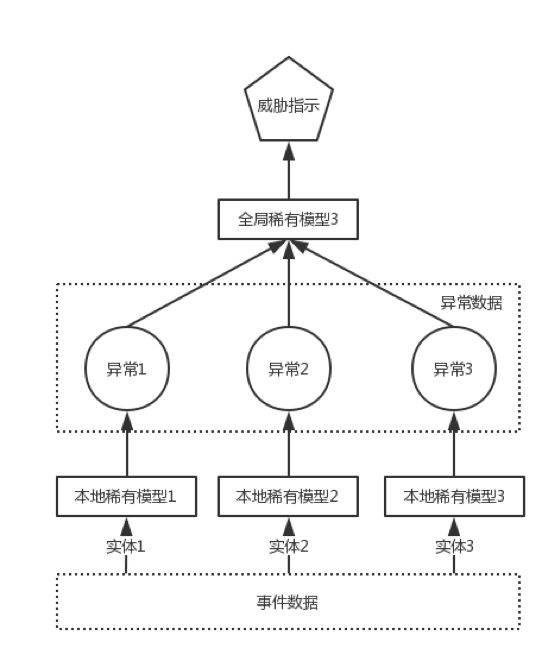 威胁指示
全局稀有模型3
异常数据
异常1
异常2
异常3
本地稀有模型1
本地稀有模型2
本地稀有模型3
实体1
实体2
实体3
事件数据